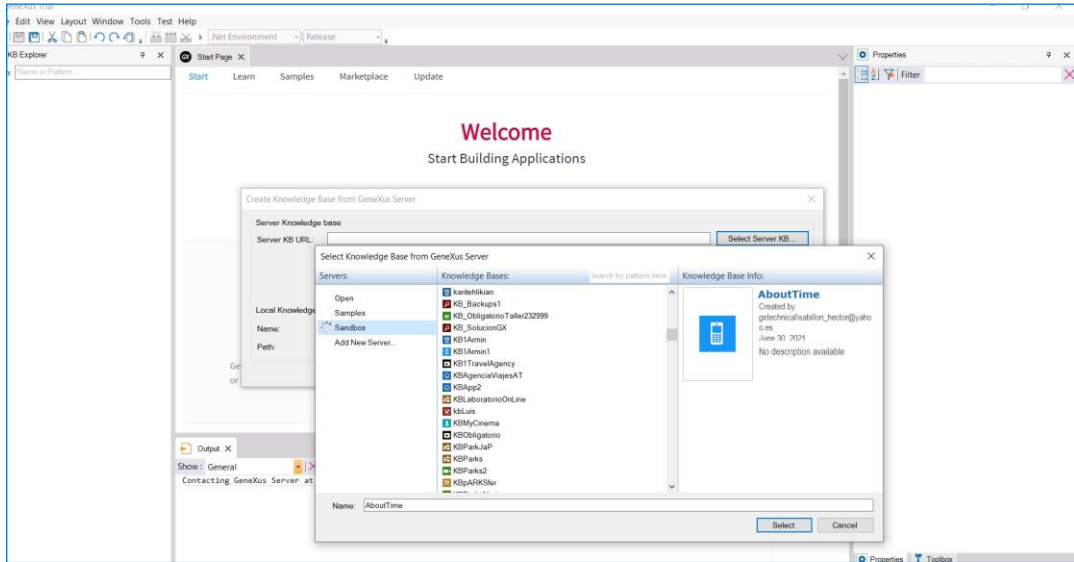 GeneXus Trial
Edit View Layout Window Tools Test Help
.Net Environment Release
KB Explorer
Name or Pattern...
Start Page
Properties
Filter
Start Learn Samples Marketplace Update
Welcome
Start Building Applications
Create Knowledge Base from GeneXus Server
Server Knowledge base
Server KB URL:
Select Server KB...
Select Knowledge Base from GeneXus Server
Servers:
Knowledge Bases:
Search by pattern here
Knowledge Base Info:
Open
Samples
Sandbox
Add New Server...
karitehlikian
KB_Backups1
KB_ObligatorioTaller232999
KB_SolucionGX
KB1Armin
KB1Armin1
KB1TravelAgency
KBAgenciaViajesAT
KBApp2
KBLaboratorioOnLine
kbLuis
KBMyCinema
KBObligatorio
KBParkJaP
KBParks
KBParks2
KBpARKSfer
AboutTime
Created by
gxtechnical\sabillon_hector@yaho
o.es
June 30, 2021
No description available
Local Knowledge
Name:
Path:
Ge
or
Output
Show: General
Contacting GeneXus Server at
Name: AboutTime
Select Cancel
Properties Toolbox